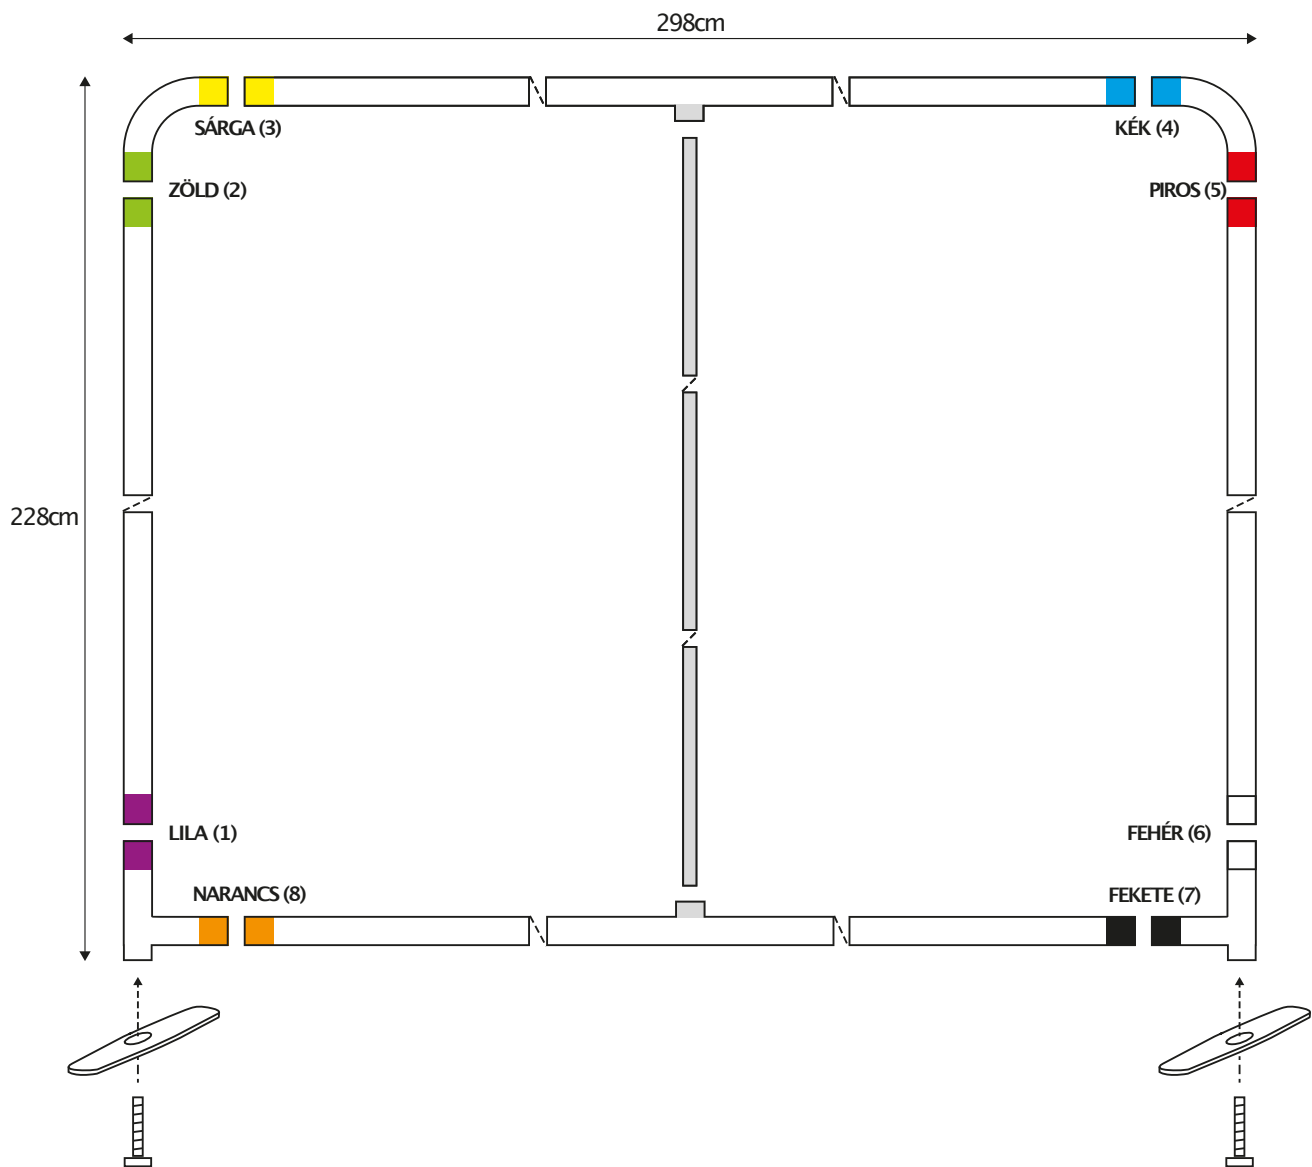 298cm
SÁRGA (3)
KÉK (4)
ZÖLD (2)
PIROS (5)
228cm
LILA (1)
FEHÉR (6)
NARANCS (8)
FEKETE (7)